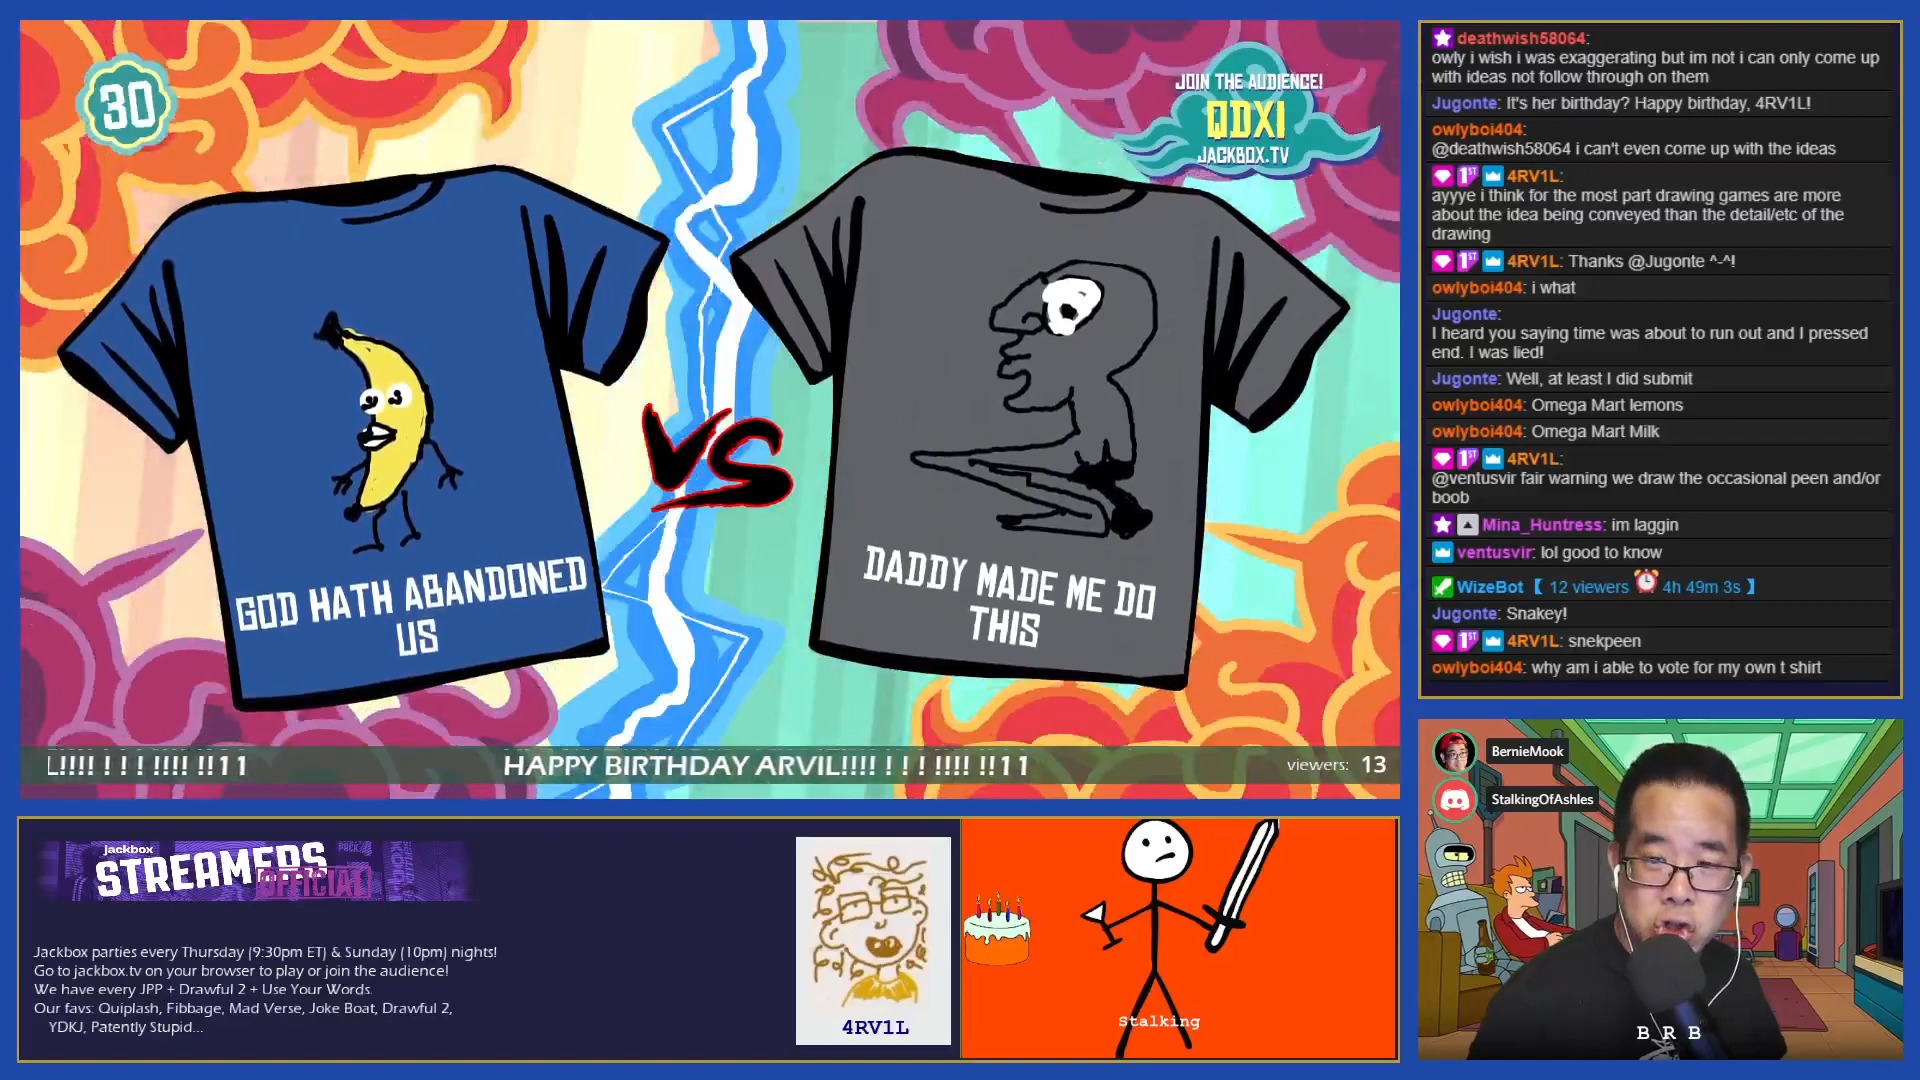 30
JOIN THE AUDIENCE!
QDXI
JACKBOX.TV
GOD HATH ABANDONED
US
VS
DADDY MADE ME DO
THIS
L!!!! ! ! ! !!!! !!11
HAPPY BIRTHDAY ARVIL!!!! ! ! ! !!!! !!11
viewers: 13
deathwish58064:
owly i wish i was exaggerating but im not i can only come up
with ideas not follow through on them
Jugonte: It's her birthday? Happy birthday, 4RV1L!
owlyboi404:
@deathwish58064 i can't even come up with the ideas
1ST 4RV1L:
ayyye i think for the most part drawing games are more
about the idea being conveyed than the detail/etc of the
drawing
1ST 4RV1L: Thanks @Jugonte ^-^!
owlyboi404: i what
Jugonte:
I heard you saying time was about to run out and I pressed
end. I was lied!
Jugonte: Well, at least I did submit
owlyboi404: Omega Mart lemons
owlyboi404: Omega Mart Milk
1ST 4RV1L:
@ventusvir fair warning we draw the occasional peen and/or
boob
Mina_Huntress: im laggin
ventusvir: lol good to know
WizeBot 【 12 viewers ⏰ 4h 49m 3s 】
Jugonte: Snakey!
1ST 4RV1L: snekpeen
owlyboi404: why am i able to vote for my own t shirt
jackbox
STREAMERS
OFFICIAL
Jackbox parties every Thursday (9:30pm ET) & Sunday (10pm) nights!
Go to jackbox.tv on your browser to play or join the audience!
We have every JPP + Drawful 2 + Use Your Words.
Our favs: Quiplash, Fibbage, Mad Verse, Joke Boat, Drawful 2,
YDKJ, Patently Stupid...
4RV1L
Stalking
BernieMook
StalkingOfAshles
B R B